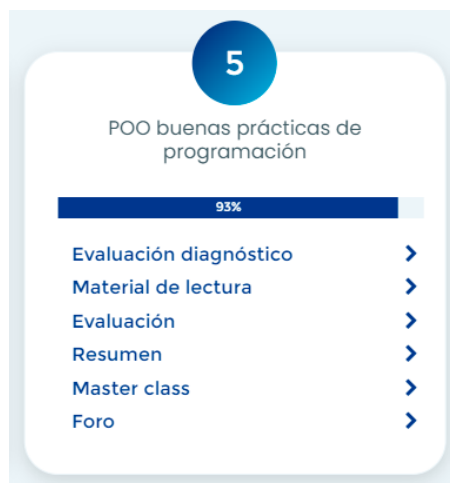 5
POO buenas prácticas de
programación
93%
Evaluación diagnóstico
Material de lectura
Evaluación
Resumen
Master class
Foro